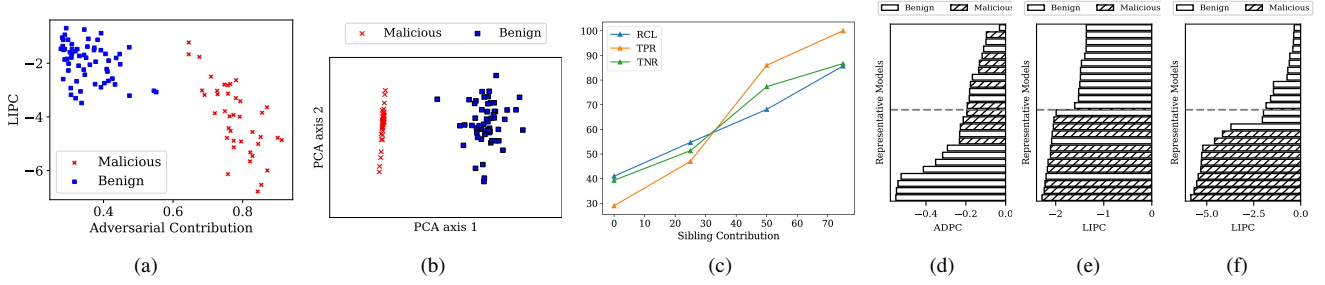 LIPC
−2
−4
−6
Malicious
Benign
0.4
0.6
0.8
Adversarial Contribution
(a)
Malicious
Benign
PCA axis 2
PCA axis 1
(b)
100
90
80
70
60
50
40
30
RCL
TPR
TNR
0
10
20
30
40
50
60
70
Sibling Contribution
(c)
Benign
Malicious
Representative Models
−0.4
−0.2
0.0
ADPC
(d)
Benign
Malicious
Representative Models
−2
−1
0
LIPC
(e)
Benign
Malicious
Representative Models
−5.0
−2.5
0.0
LIPC
(f)